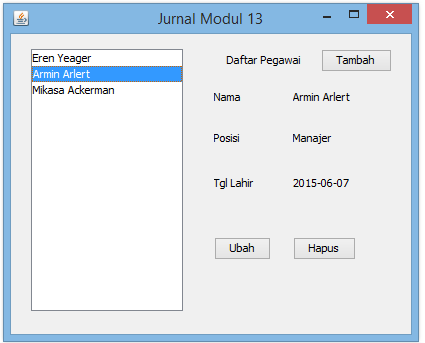 Jurnal Modul 13
Eren Yeager
Armin Arlert
Mikasa Ackerman
Daftar Pegawai
Tambah
Nama Armin Arlert
Posisi Manajer
Tgl Lahir 2015-06-07
Ubah
Hapus